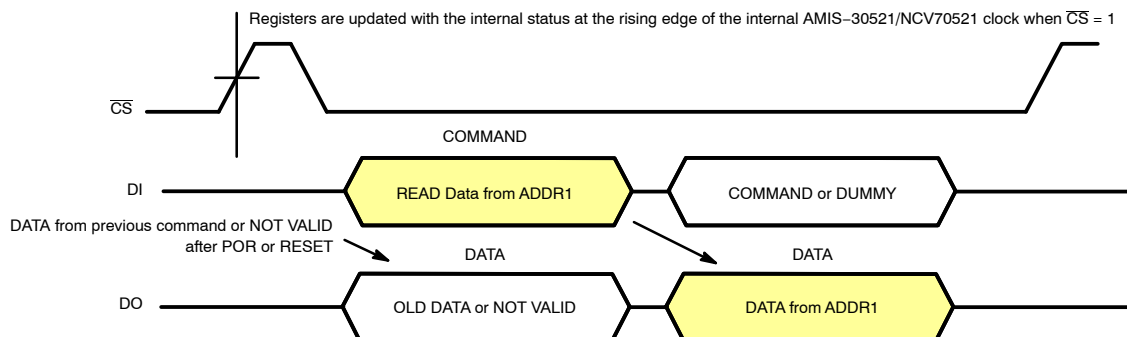 Registers are updated with the internal status at the rising edge of the internal AMIS−30521/NCV70521 clock when CS = 1
CS
COMMAND
DI
READ Data from ADDR1
COMMAND or DUMMY
DATA from previous command or NOT VALID
after POR or RESET
DATA
DATA
DO
OLD DATA or NOT VALID
DATA from ADDR1